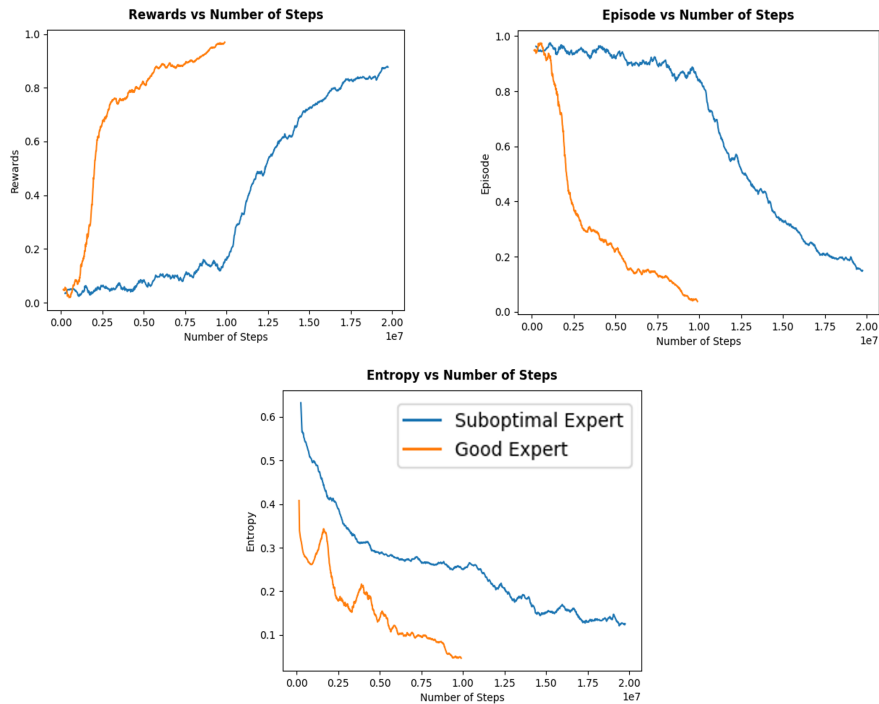 Rewards vs Number of Steps
1.0
0.8
0.6
0.4
0.2
0.0
Rewards
0.00 0.25 0.50 0.75 1.00 1.25 1.50 1.75 2.00
Number of Steps
1e7
Episode vs Number of Steps
1.0
0.8
0.6
0.4
0.2
0.0
Episode
0.00 0.25 0.50 0.75 1.00 1.25 1.50 1.75 2.00
Number of Steps
1e7
Entropy vs Number of Steps
0.6
0.5
0.4
0.3
0.2
0.1
Entropy
Suboptimal Expert
Good Expert
0.00 0.25 0.50 0.75 1.00 1.25 1.50 1.75 2.00
Number of Steps
1e7